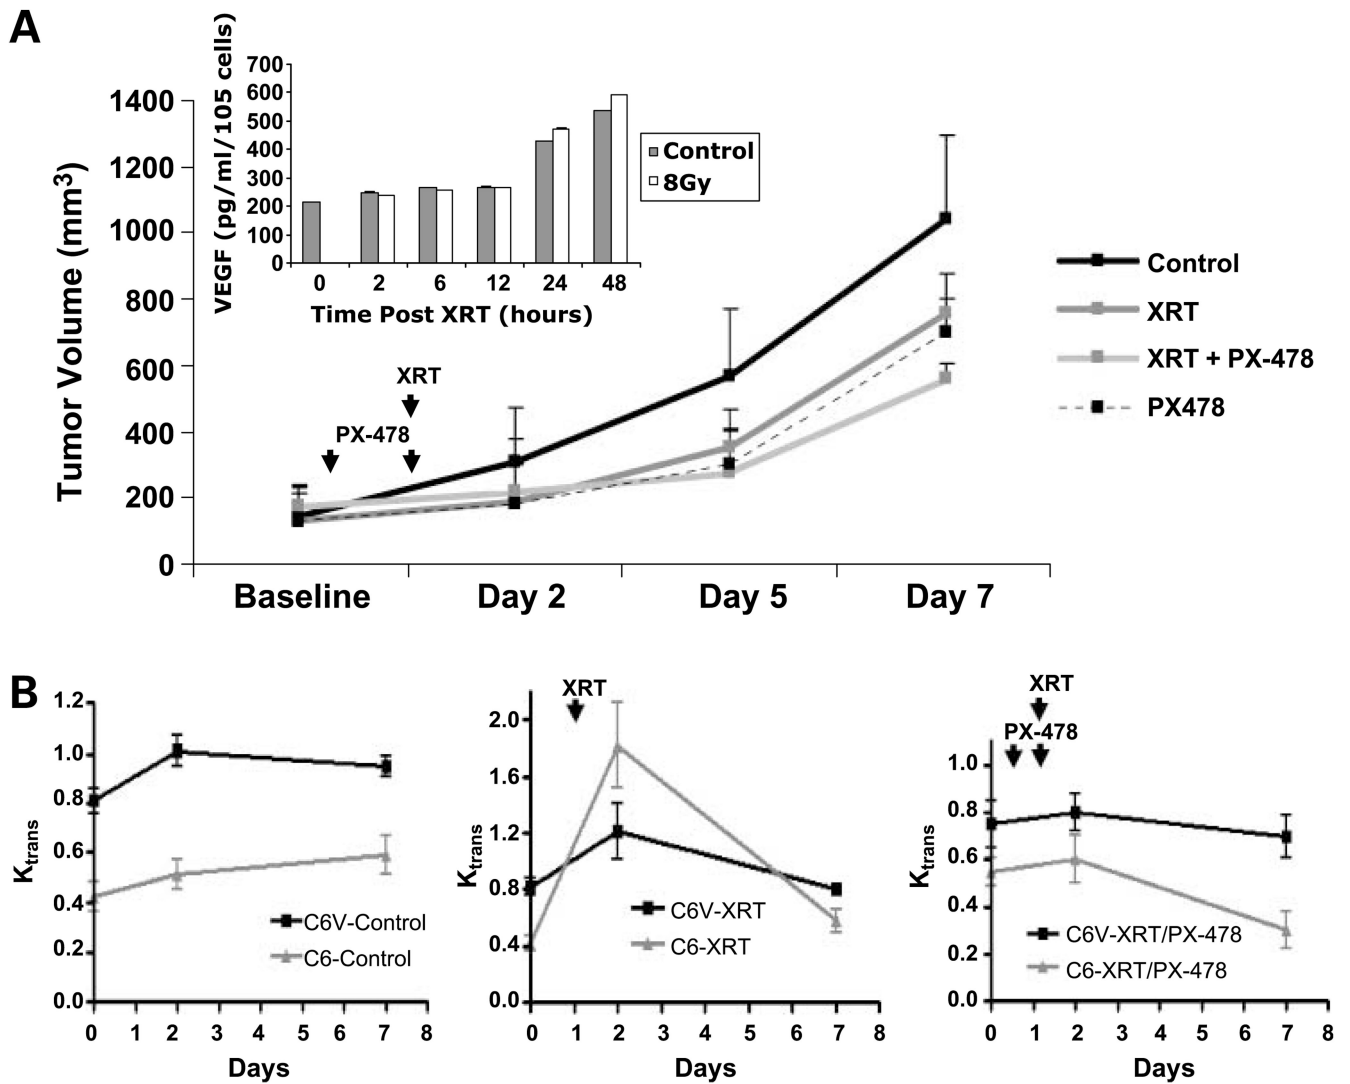 A
VEGF (pg/ml/105 cells)
700
600
500
400
300
200
100
0
0 2 6 12 24 48
Time Post XRT (hours)
Control
8Gy
Tumor Volume (mm3)
1400
1200
1000
800
600
400
200
0
XRT
PX-478
Baseline Day 2 Day 5 Day 7
Control
XRT
XRT + PX-478
PX478
B
Ktrans
1.2
1.0
0.8
0.6
0.4
0.2
0.0
C6V-Control
C6-Control
0 1 2 3 4 5 6 7 8
Days
XRT
Ktrans
2.0
1.6
1.2
0.8
0.4
0.0
C6V-XRT
C6-XRT
0 1 2 3 4 5 6 7 8
Days
XRT
PX-478
Ktrans
1.0
0.8
0.6
0.4
0.2
0.0
C6V-XRT/PX-478
C6-XRT/PX-478
0 1 2 3 4 5 6 7 8
Days